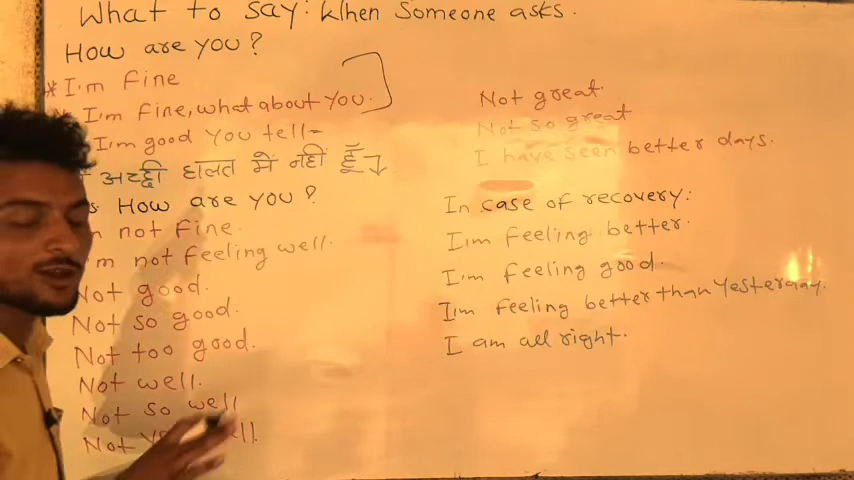 What to say: When Someone asks.
How are you?
* I'm Fine
* I'm Fine, what about You.
I'm good You tell-
अच्छी हालत में नहीं हूँ
How are you?
not Fine.
I'm not feeling well.
Not good.
Not so good.
Not too good.
Not well.
Not so well
Not
Not great.
Not so great
I have seen better days.
In case of recovery:
I'm feeling better.
I'm feeling good.
I'm feeling better than Yesterday.
I am all right.